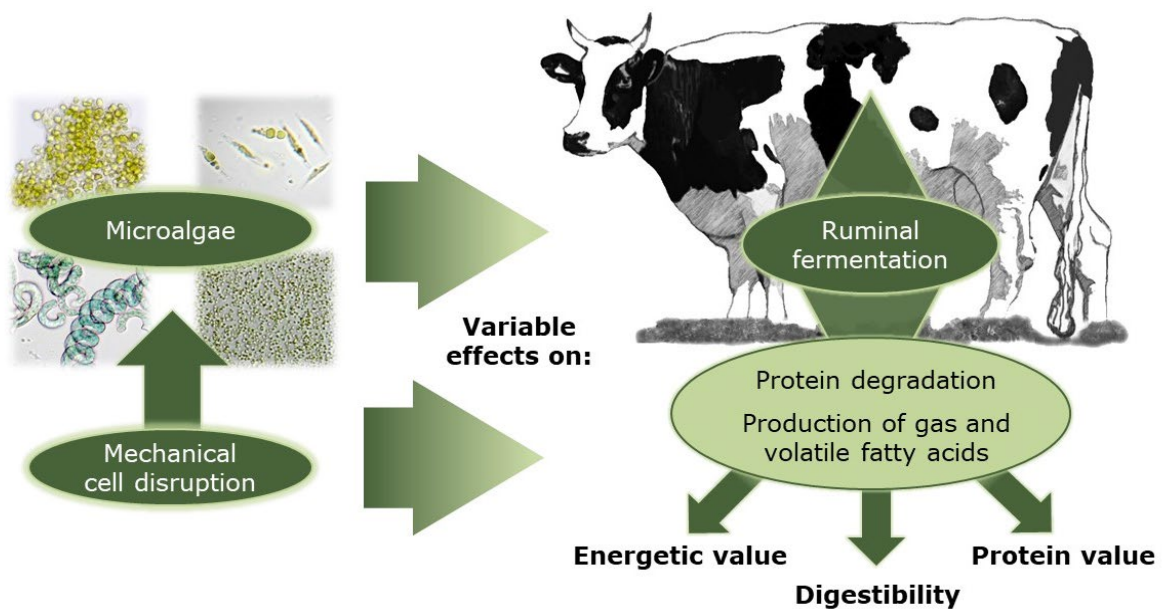 Microalgae
Mechanical
cell disruption
Variable
effects on:
Ruminal
fermentation
Protein degradation
Production of gas and
volatile fatty acids
Energetic value
Digestibility
Protein value